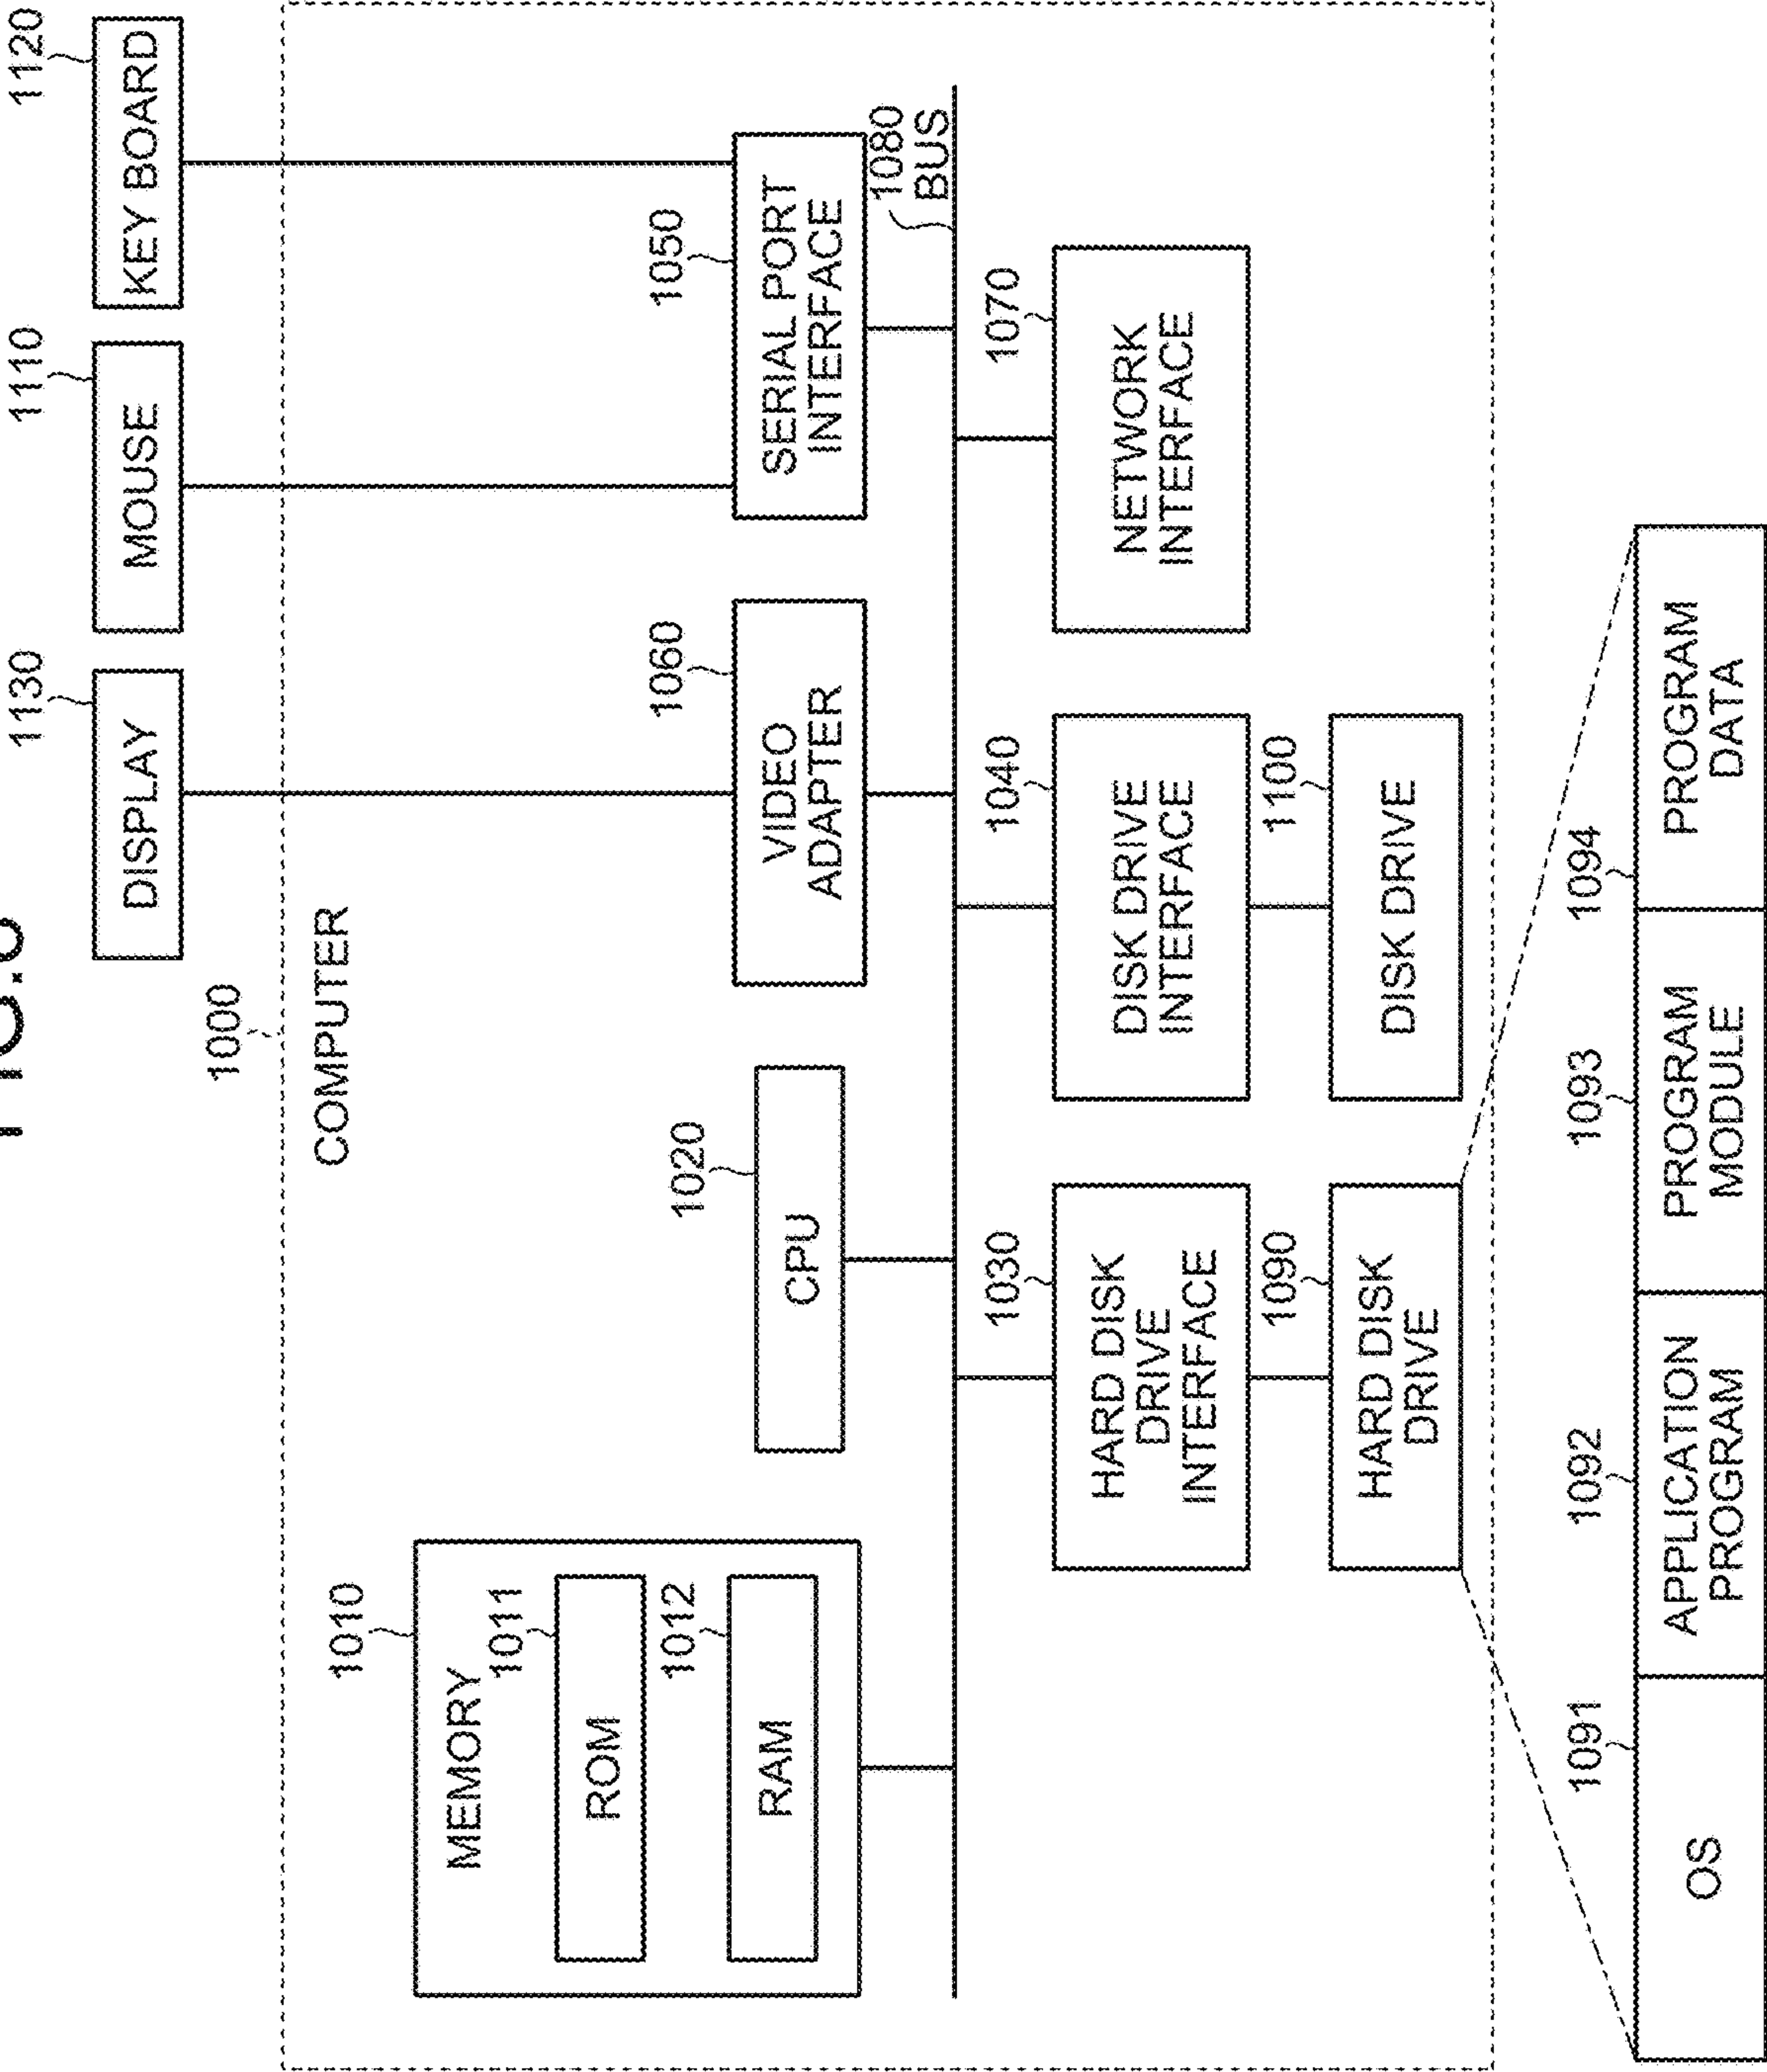 1130
1110
1120
DISPLAY
MOUSE
KEY BOARD
1000
COMPUTER
1010
MEMORY
1011
ROM
1012
RAM
1020
CPU
1060
VIDEO
ADAPTER
1050
SERIAL PORT
INTERFACE
1080
BUS
1030
HARD DISK
DRIVE
INTERFACE
1040
DISK DRIVE
INTERFACE
1070
NETWORK
INTERFACE
1090
HARD DISK
DRIVE
1100
DISK DRIVE
1091
OS
1092
APPLICATION
PROGRAM
1093
PROGRAM
MODULE
1094
PROGRAM
DATA